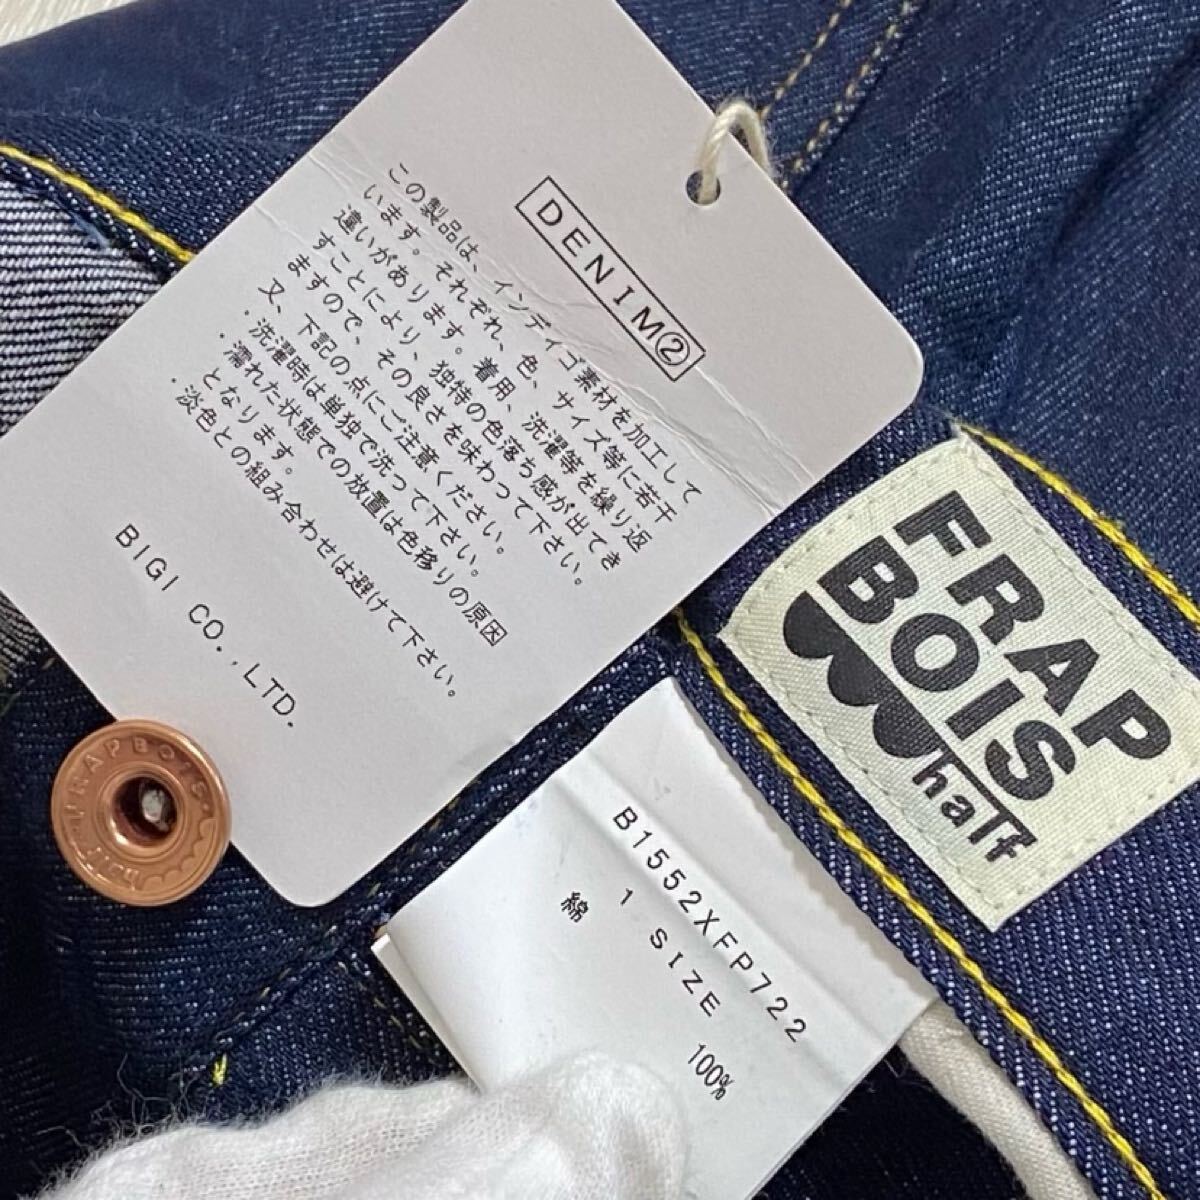 DENIM②
この製品は、インディゴ素材を加工して
います。それぞれ、色、サイズ等に若干
違いがあります。着用、洗濯等を繰り返
すことにより、独特の色落ち感が出てき
ますので、その良さを味わって下さい。
又、下記の点にご注意ください。
・洗濯時は単独で洗って下さい。
・濡れた状態での放置は色移りの原因
となります。
・淡色との組み合わせは避けて下さい。
BIGI CO.,LTD.
FRAP
BOIS
half
FRAPBOIS
half
B1552XFP722
1 SIZE
綿 100%